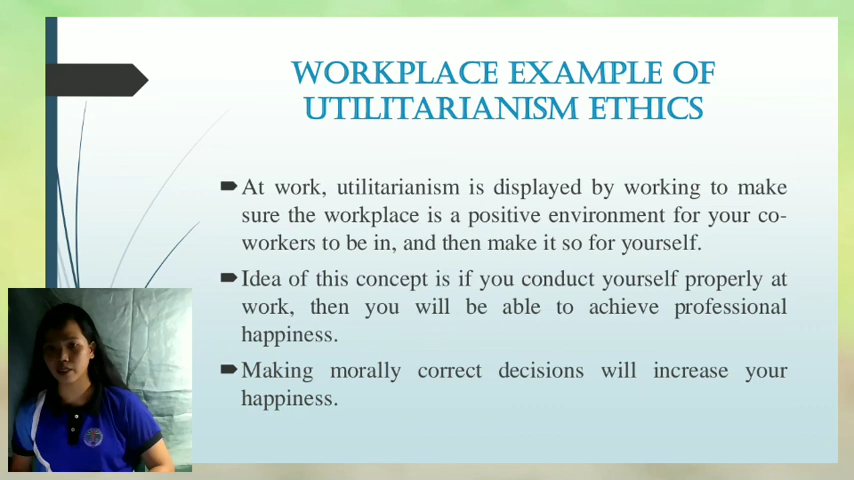 WORKPLACE EXAMPLE OF
UTILITARIANISM ETHICS
At work, utilitarianism is displayed by working to make
sure the workplace is a positive environment for your co-
workers to be in, and then make it so for yourself.
Idea of this concept is if you conduct yourself properly at
work, then you will be able to achieve professional
happiness.
Making morally correct decisions will increase your
happiness.